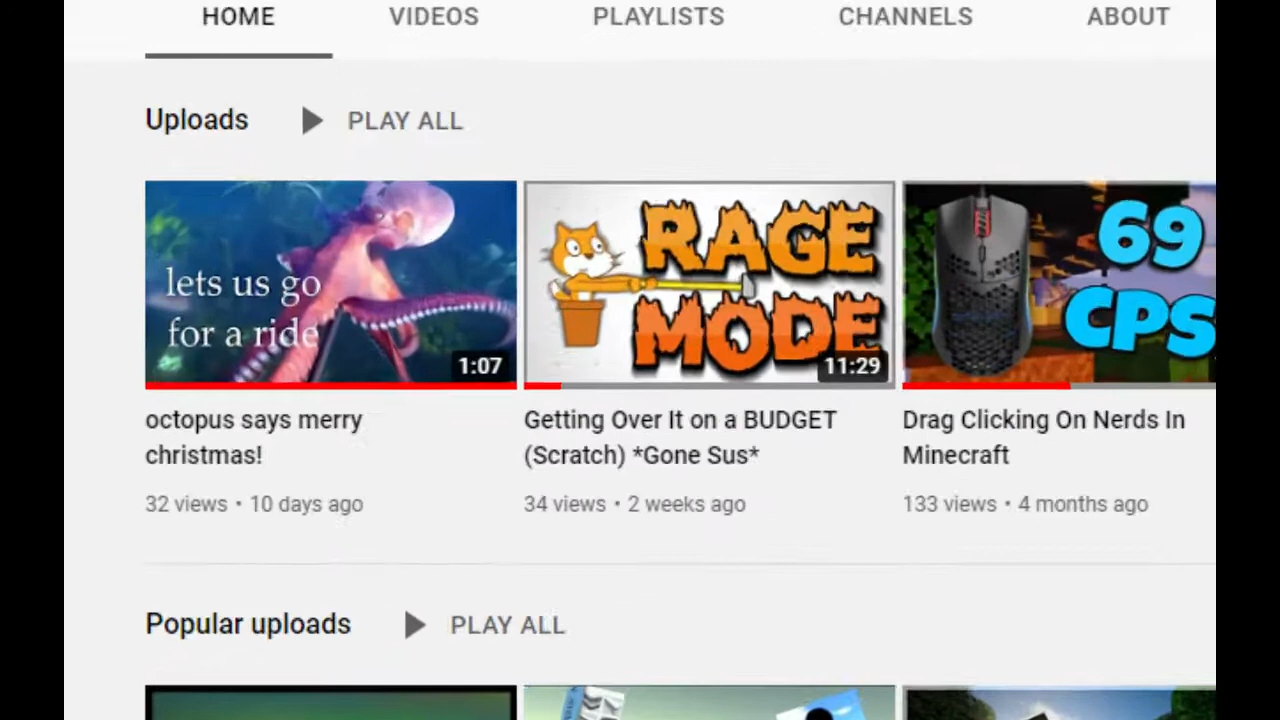 HOME VIDEOS PLAYLISTS CHANNELS ABOUT
Uploads PLAY ALL
lets us go
for a ride
1:07
RAGE
MODE
11:29
69
CPS
octopus says merry
christmas!
32 views • 10 days ago
Getting Over It on a BUDGET
(Scratch) *Gone Sus*
34 views • 2 weeks ago
Drag Clicking On Nerds In
Minecraft
133 views • 4 months ago
Popular uploads PLAY ALL